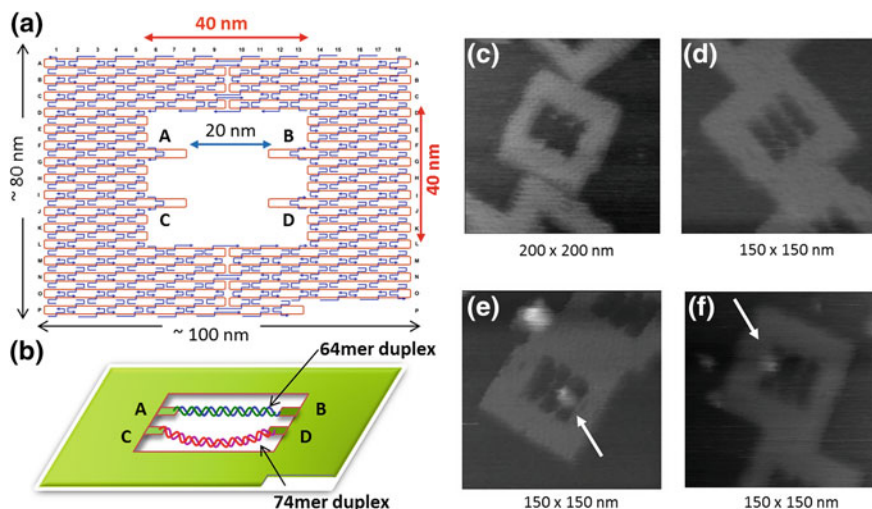 (a)
40 nm
1 2 3 4 5 6 7 8 9 10 11 12 13 14 15 16 17 18
A A
B B
C C
D D
E E
F F
G G
H H
I I
J J
K K
L L
M M
N N
O O
P P
A B
20 nm
C D
~ 80 nm
40 nm
~ 100 nm
(b)
64mer duplex
A B
C D
74mer duplex
(c)
200 x 200 nm
(d)
150 x 150 nm
(e)
150 x 150 nm
(f)
150 x 150 nm